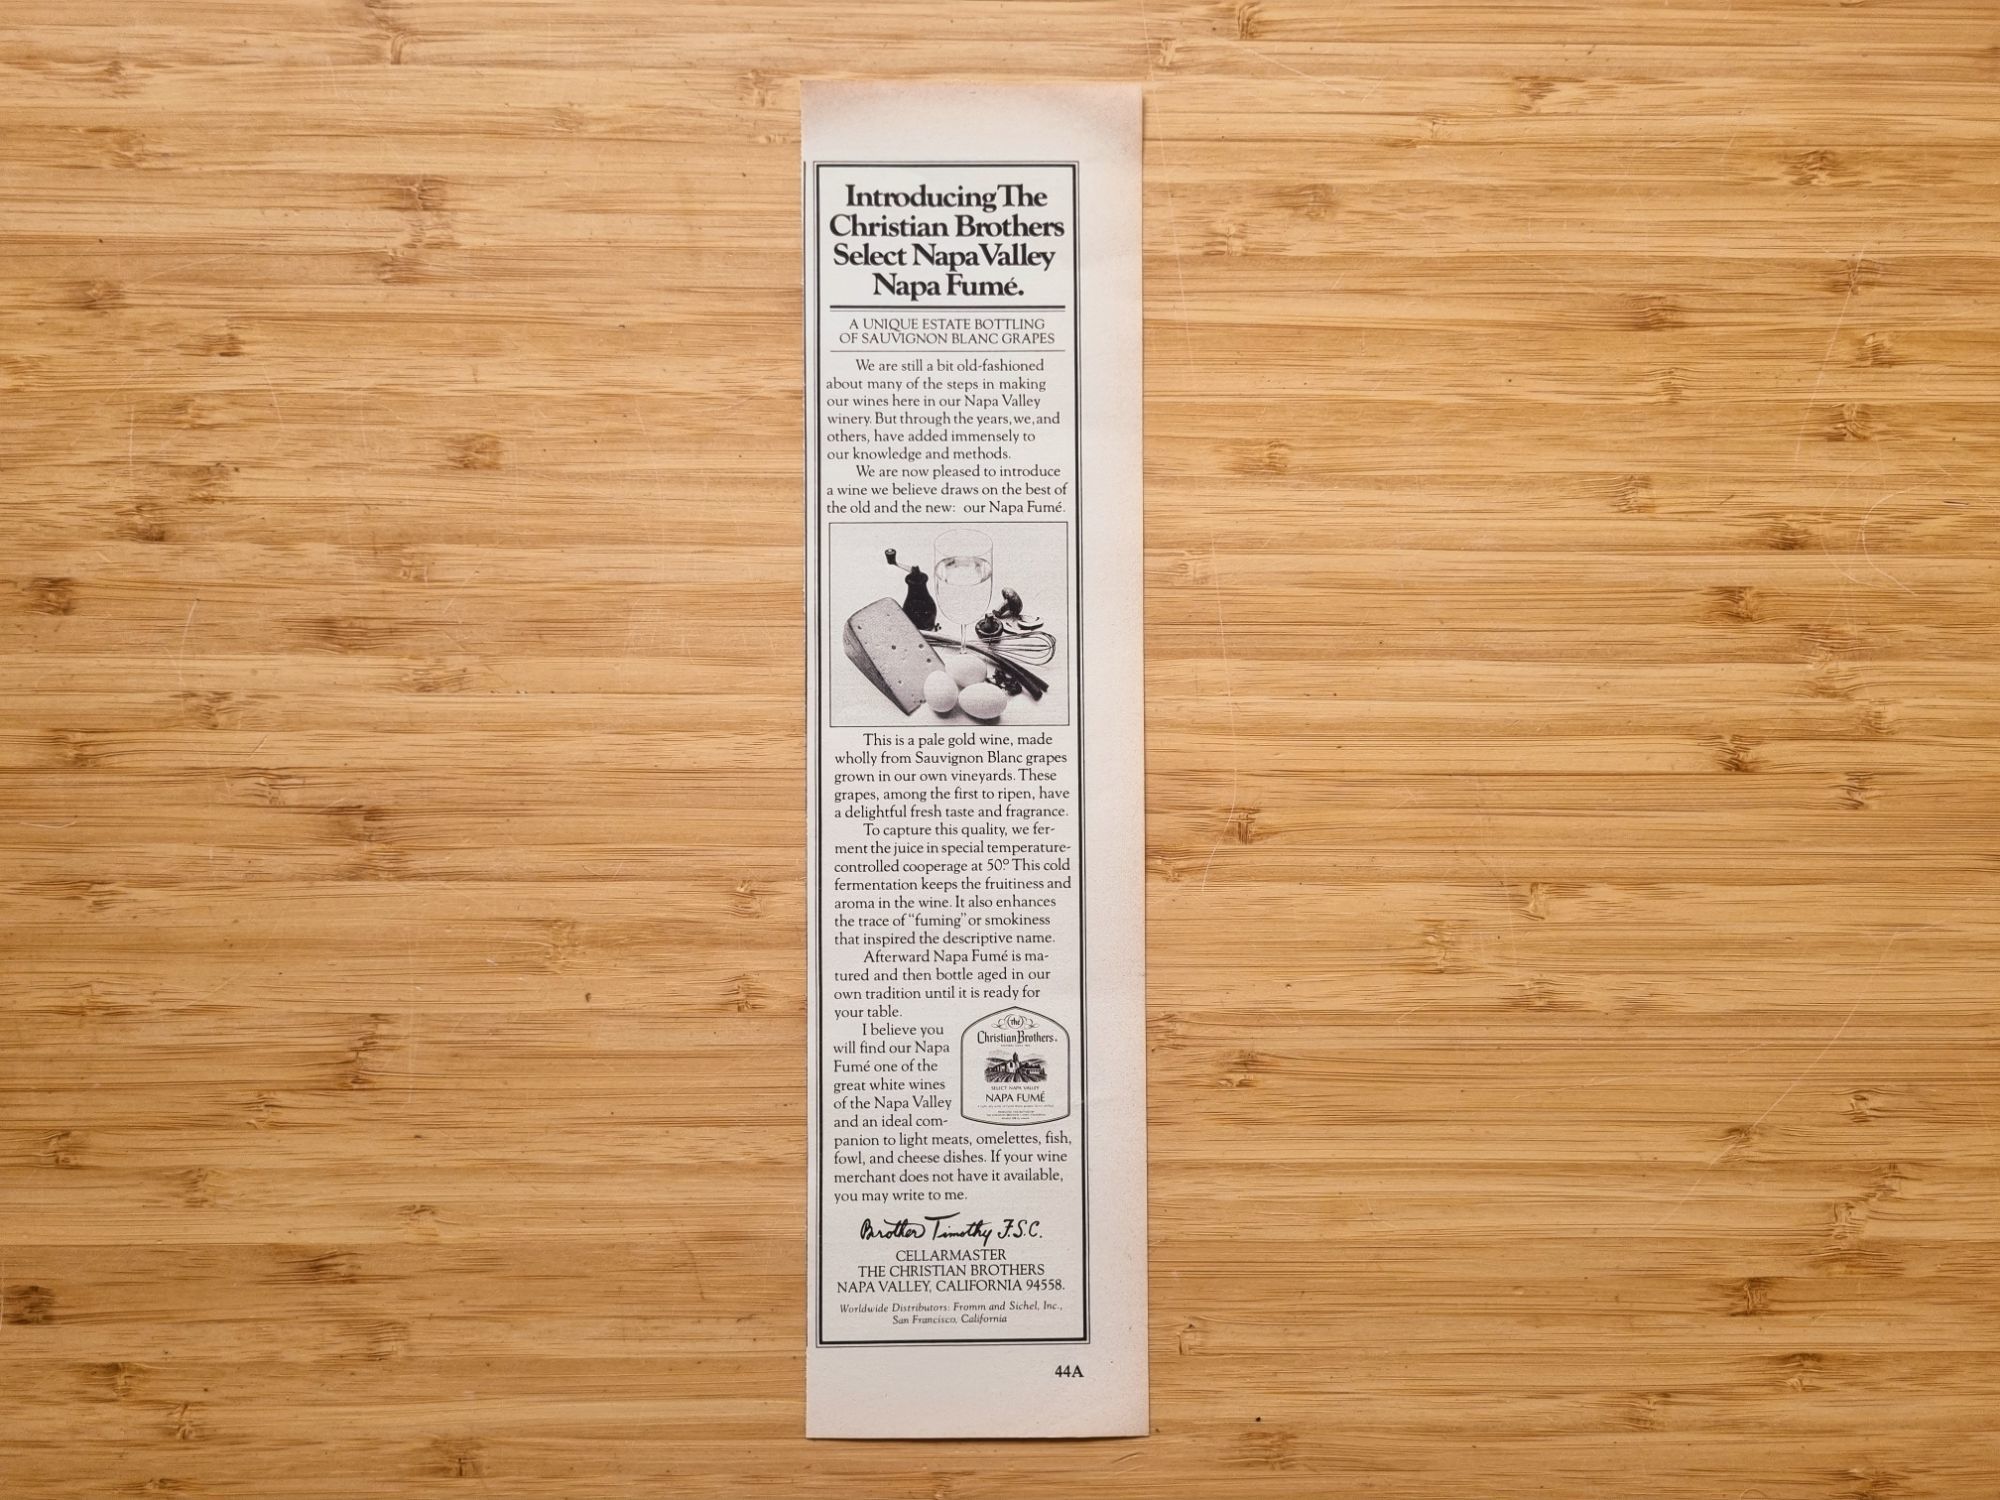 Introducing The
Christian Brothers
Select Napa Valley
Napa Fumé.
A UNIQUE ESTATE BOTTLING
OF SAUVIGNON BLANC GRAPES
We are still a bit old-fashioned
about many of the steps in making
our wines here in our Napa Valley
winery. But through the years, we, and
others, have added immensely to
our knowledge and methods.
We are now pleased to introduce
a wine we believe draws on the best of
the old and the new: our Napa Fumé.
This is a pale gold wine, made
wholly from Sauvignon Blanc grapes
grown in our own vineyards. These
grapes, among the first to ripen, have
a delightful fresh taste and fragrance.
To capture this quality, we fer-
ment the juice in special temperature-
controlled cooperage at 50°. This cold
fermentation keeps the fruitiness and
aroma in the wine. It also enhances
the trace of “fuming” or smokiness
that inspired the descriptive name.
Afterward Napa Fumé is ma-
tured and then bottle aged in our
own tradition until it is ready for
your table.
I believe you
will find our Napa
Fumé one of the
great white wines
of the Napa Valley
and an ideal com-
panion to light meats, omelettes, fish,
fowl, and cheese dishes. If your wine
merchant does not have it available,
you may write to me.
the
Christian Brothers.
SELECT NAPA VALLEY
NAPA FUMÉ
Brother Timothy F.S.C.
CELLARMASTER
THE CHRISTIAN BROTHERS
NAPA VALLEY, CALIFORNIA 94558.
Worldwide Distributors: Fromm and Sichel, Inc.,
San Francisco, California
44A